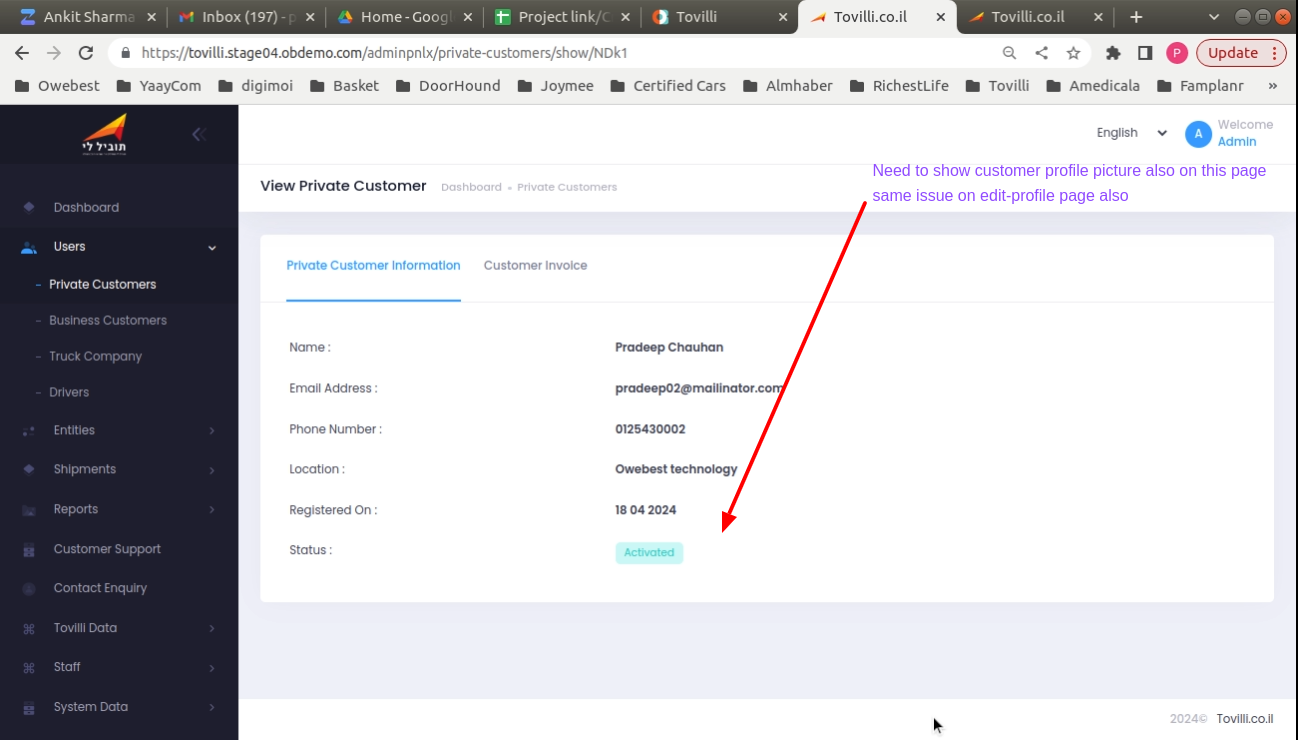 Ankit Sharma
Inbox (197) - p
Home - Googl
Project link/C
Tovilli
Tovilli.co.il
Tovilli.co.il
https://tovilli.stage04.obdemo.com/adminpnlx/private-customers/show/NDk1
P
Update
Owebest
YaayCom
digimoi
Basket
DoorHound
Joymee
Certified Cars
Almhaber
RichestLife
Tovilli
Amedicala
Famplanr
»
תוביל לי
English
A
Welcome
Admin
Need to show customer profile picture also on this page
same issue on edit-profile page also
View Private Customer
Dashboard
Private Customers
Dashboard
Users
- Private Customers
- Business Customers
- Truck Company
- Drivers
Entities
Shipments
Reports
Customer Support
Contact Enquiry
Tovilli Data
Staff
System Data
Private Customer Information
Customer Invoice
Name : Pradeep Chauhan
Email Address : pradeep02@mailinator.com
Phone Number : 0125430002
Location : Owebest technology
Registered On : 18 04 2024
Status : Activated
2024© Tovilli.co.il